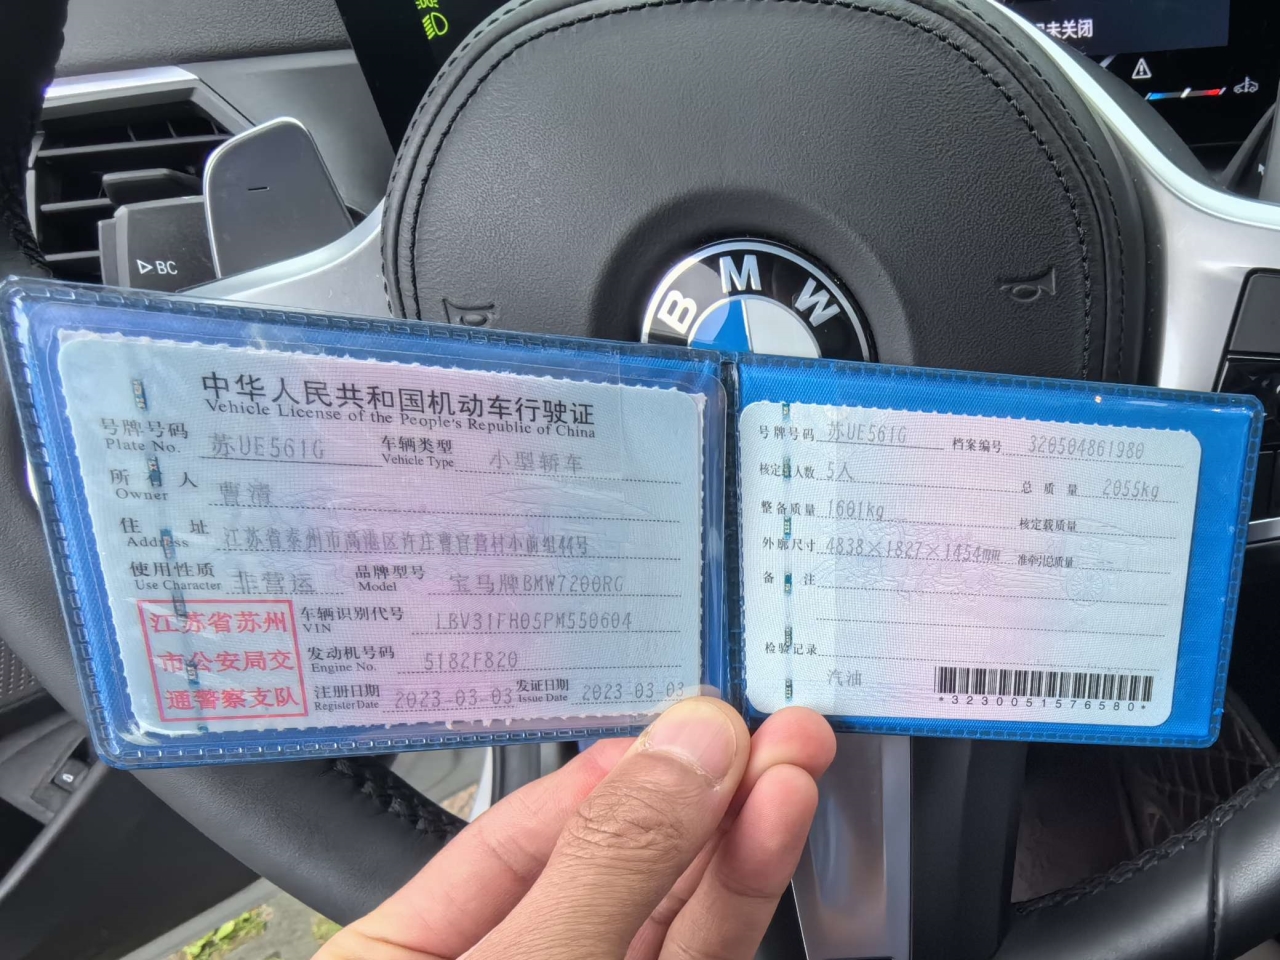 未关闭
BC
BMW
中华人民共和国机动车行驶证
Vehicle License of the People's Republic of China
号牌号码 苏UE561G 车辆类型 小型轿车
Plate No. Vehicle Type
所有人 曹清
Owner
住址 江苏省泰州市高港区许庄曹官营村小前组44号
Address
使用性质 非营运 品牌型号 宝马牌BMW7200RG
Use Character Model
江苏省苏州
市公安局交
通警察支队
车辆识别代号 LBV31FH05PM550604
VIN
发动机号码 5182F820
Engine No.
注册日期 2023-03-03 发证日期 2023-03-03
Register Date Issue Date
号牌号码 苏UE561G 档案编号 320504861980
核定载人数 5人 总质量 2055kg
整备质量 1601kg 核定载质量
外廓尺寸 4838×1827×1454mm 准牵引总质量
备注
检验记录
汽油
*3230051576580*